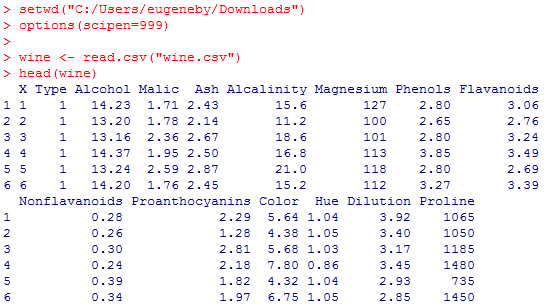 > setwd("C:/Users/eugeneby/Downloads")
> options(scipen=999)
>
> wine <- read.csv("wine.csv")
> head(wine)
  X Type Alcohol Malic  Ash Alcalinity Magnesium Phenols Flavanoids
1 1    1   14.23  1.71 2.43       15.6       127    2.80       3.06
2 2    1   13.20  1.78 2.14       11.2       100    2.65       2.76
3 3    1   13.16  2.36 2.67       18.6       101    2.80       3.24
4 4    1   14.37  1.95 2.50       16.8       113    3.85       3.49
5 5    1   13.24  2.59 2.87       21.0       118    2.80       2.69
6 6    1   14.20  1.76 2.45       15.2       112    3.27       3.39
  Nonflavanoids Proanthocyanins Color  Hue Dilution Proline
1          0.28            2.29  5.64 1.04     3.92    1065
2          0.26            1.28  4.38 1.05     3.40    1050
3          0.30            2.81  5.68 1.03     3.17    1185
4          0.24            2.18  7.80 0.86     3.45    1480
5          0.39            1.82  4.32 1.04     2.93     735
6          0.34            1.97  6.75 1.05     2.85    1450